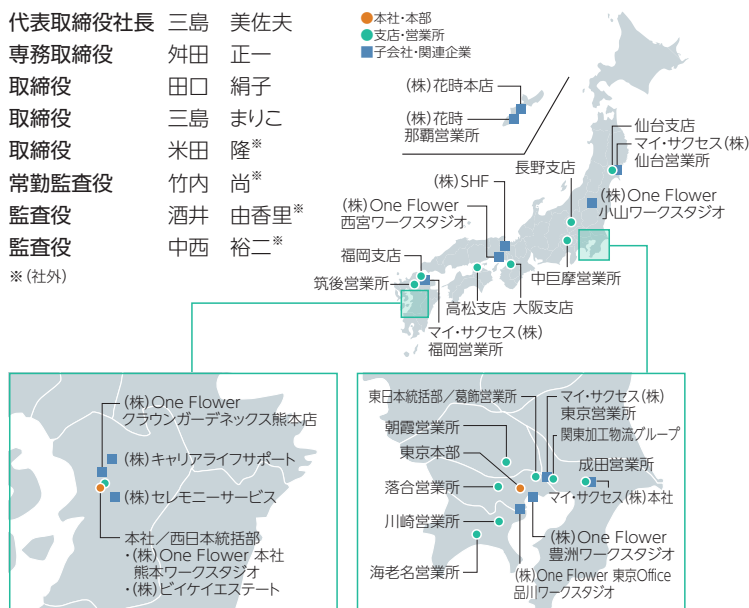 代表取締役社長 三島 美佐夫
専務取締役 舛田 正一
取締役 田口 絹子
取締役 三島 まりこ
取締役 米田 隆※
常勤監査役 竹内 尚※
監査役 酒井 由香里※
監査役 中西 裕二※
※(社外)
●本社・本部
●支店・営業所
■子会社・関連企業
(株)花時本店
(株)花時
那覇営業所
仙台支店
マイ・サクセス(株)
仙台営業所
長野支店
(株)SHF
(株)One Flower
小山ワークスタジオ
(株)One Flower
西宮ワークスタジオ
福岡支店
筑後営業所
中巨摩営業所
高松支店
大阪支店
マイ・サクセス(株)
福岡営業所
(株)One Flower
クラウンガーデネックス熊本店
(株)キャリアライフサポート
(株)セレモニーサービス
本社/西日本統括部
・(株)One Flower 本社
熊本ワークスタジオ
・(株)ビイケイエステート
東日本統括部/葛飾営業所
マイ・サクセス(株)
東京営業所
朝霞営業所
関東加工物流グループ
東京本部
成田営業所
落合営業所
マイ・サクセス(株)本社
川崎営業所
(株)One Flower
豊洲ワークスタジオ
海老名営業所
(株)One Flower 東京Office
品川ワークスタジオ